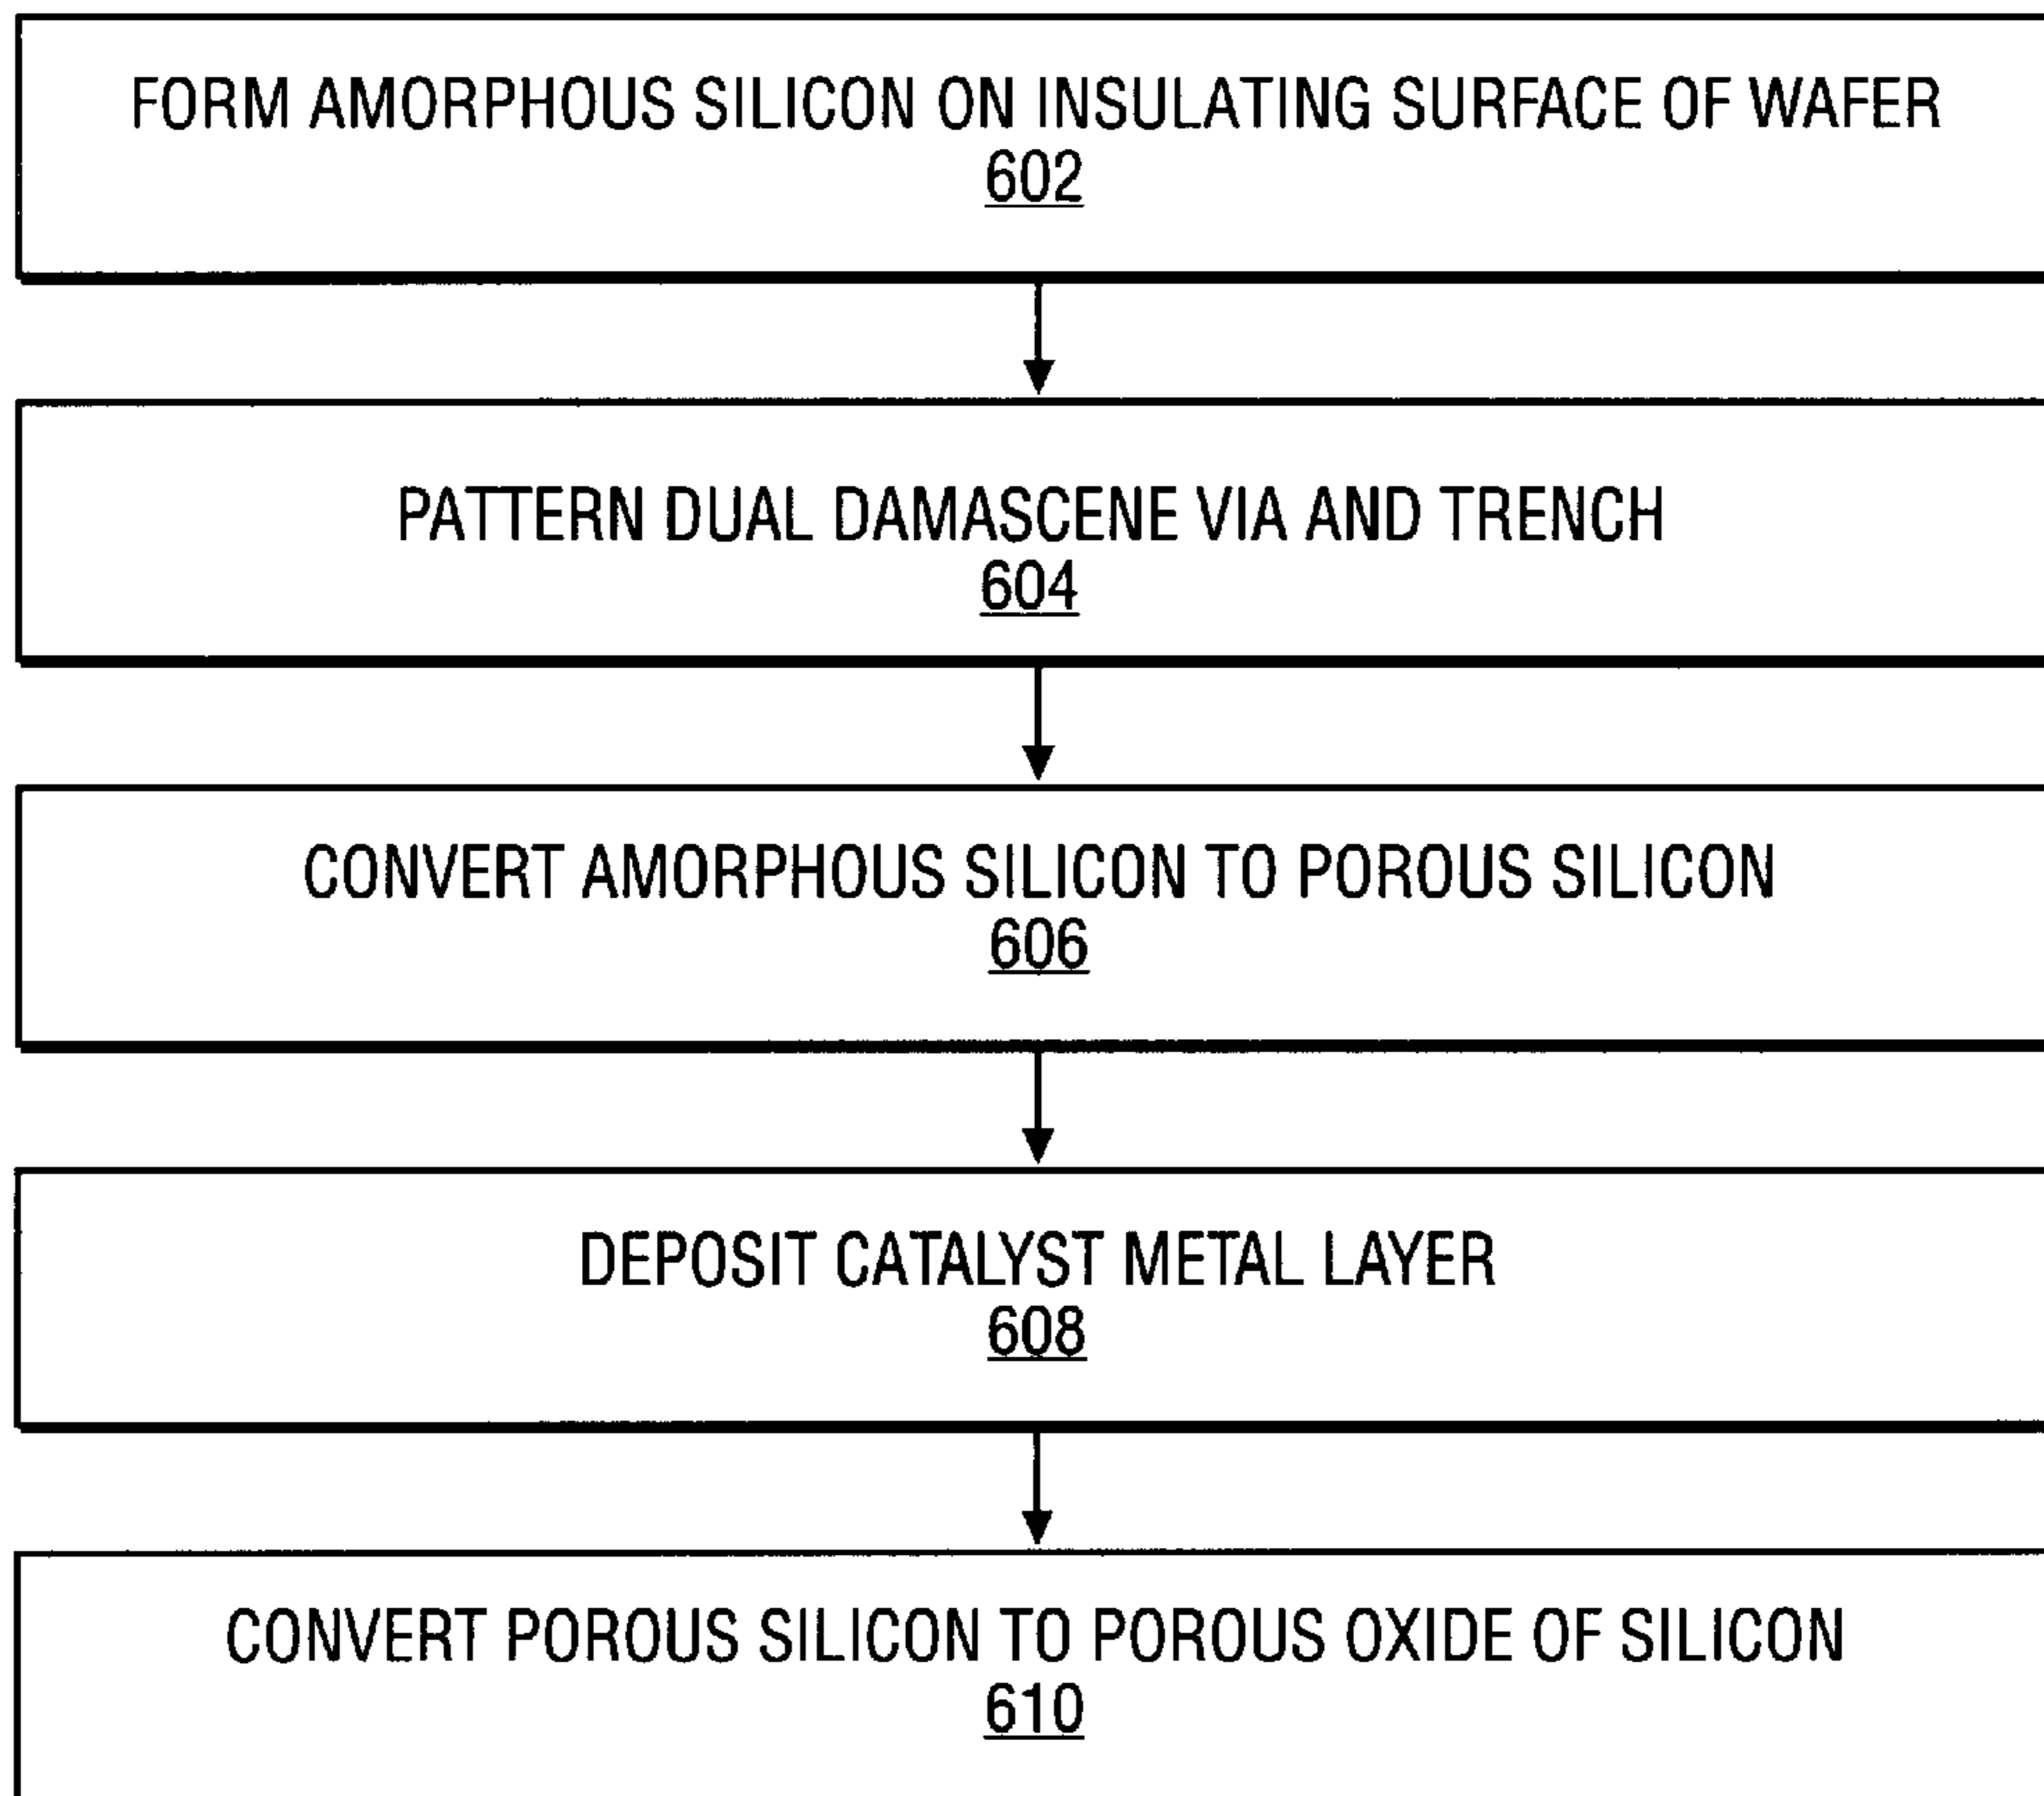 FORM AMORPHOUS SILICON ON INSULATING SURFACE OF WAFER
602
PATTERN DUAL DAMASCENE VIA AND TRENCH
604
CONVERT AMORPHOUS SILICON TO POROUS SILICON
606
DEPOSIT CATALYST METAL LAYER
608
CONVERT POROUS SILICON TO POROUS OXIDE OF SILICON
610